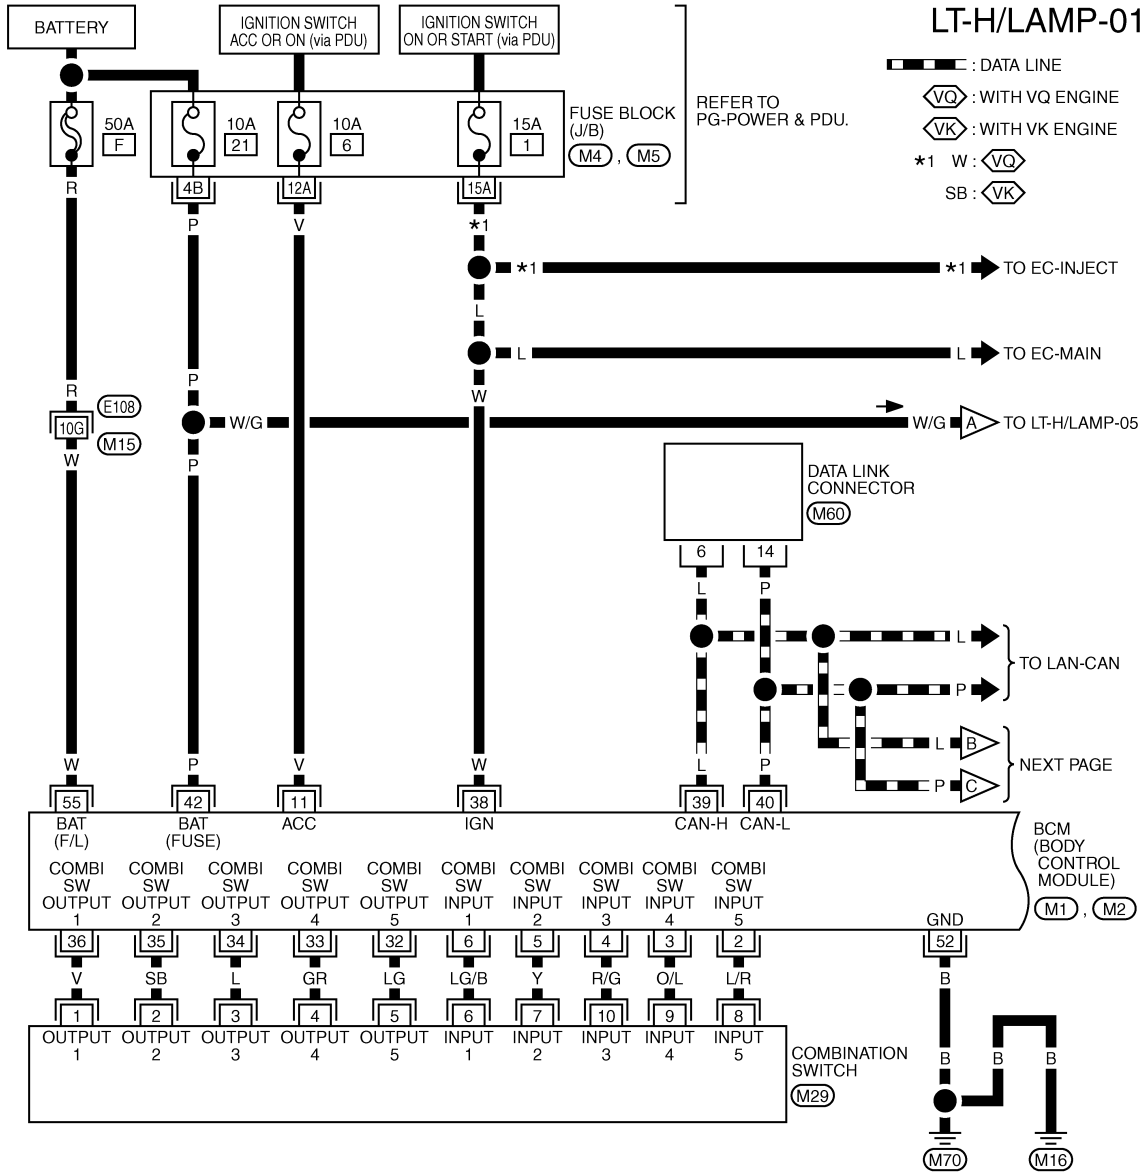 LT-H/LAMP-01
BATTERY
IGNITION SWITCH
ACC OR ON (via PDU)
IGNITION SWITCH
ON OR START (via PDU)
: DATA LINE
VQ : WITH VQ ENGINE
VK : WITH VK ENGINE
*1 W : VQ
SB : VK
50A
F
10A
21
10A
6
15A
1
FUSE BLOCK
(J/B)
M4 , M5
REFER TO
PG-POWER & PDU.
4B
12A
15A
R
P
V
*1
*1
*1
TO EC-INJECT
L
L
L
TO EC-MAIN
R
P
W
E108
10G
M15
W/G
W/G
A
TO LT-H/LAMP-05
W
P
DATA LINK
CONNECTOR
M60
6
14
L
P
L
P
TO LAN-CAN
L
B
P
C
NEXT PAGE
W
P
V
W
L
P
55
42
11
38
39
40
BAT
(F/L)
BAT
(FUSE)
ACC
IGN
CAN-H
CAN-L
BCM
(BODY
CONTROL
MODULE)
M1 , M2
COMBI
SW
OUTPUT
1
COMBI
SW
OUTPUT
2
COMBI
SW
OUTPUT
3
COMBI
SW
OUTPUT
4
COMBI
SW
OUTPUT
5
COMBI
SW
INPUT
1
COMBI
SW
INPUT
2
COMBI
SW
INPUT
3
COMBI
SW
INPUT
4
COMBI
SW
INPUT
5
GND
36
35
34
33
32
6
5
4
3
2
52
V
SB
L
GR
LG
LG/B
Y
R/G
O/L
L/R
B
1
2
3
4
5
6
7
10
9
8
OUTPUT
1
OUTPUT
2
OUTPUT
3
OUTPUT
4
OUTPUT
5
INPUT
1
INPUT
2
INPUT
3
INPUT
4
INPUT
5
COMBINATION
SWITCH
M29
B
B
B
M70
M16